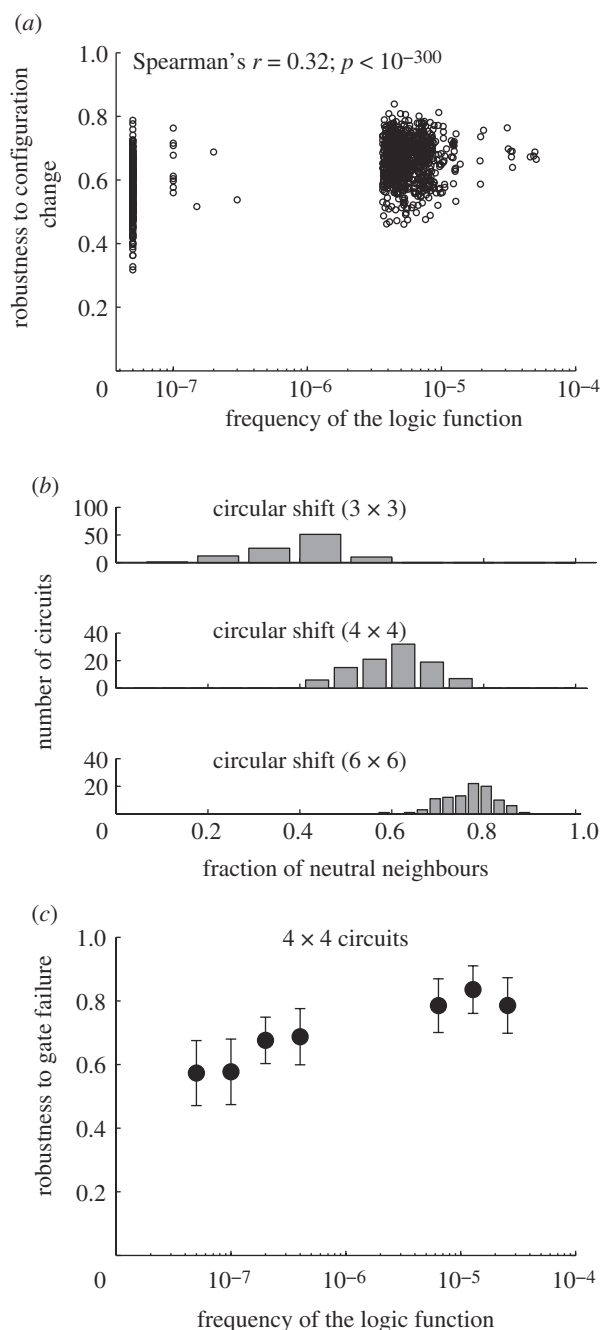 (a)
Spearman's r = 0.32; p < 10⁻³⁰⁰
robustness to configuration
change
1.0
0.8
0.6
0.4
0.2
0
10⁻⁷
10⁻⁶
10⁻⁵
10⁻⁴
frequency of the logic function
(b)
number of circuits
circular shift (3 × 3)
100
50
0
circular shift (4 × 4)
40
20
0
circular shift (6 × 6)
40
20
0
0.2
0.4
0.6
0.8
1.0
fraction of neutral neighbours
(c)
4 × 4 circuits
robustness to gate failure
1.0
0.8
0.6
0.4
0.2
0
10⁻⁷
10⁻⁶
10⁻⁵
10⁻⁴
frequency of the logic function